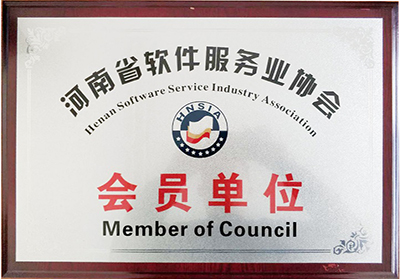 河南省软件服务业协会
Henan Software Service Industry Association
HNSIA
会员单位
Member of Council